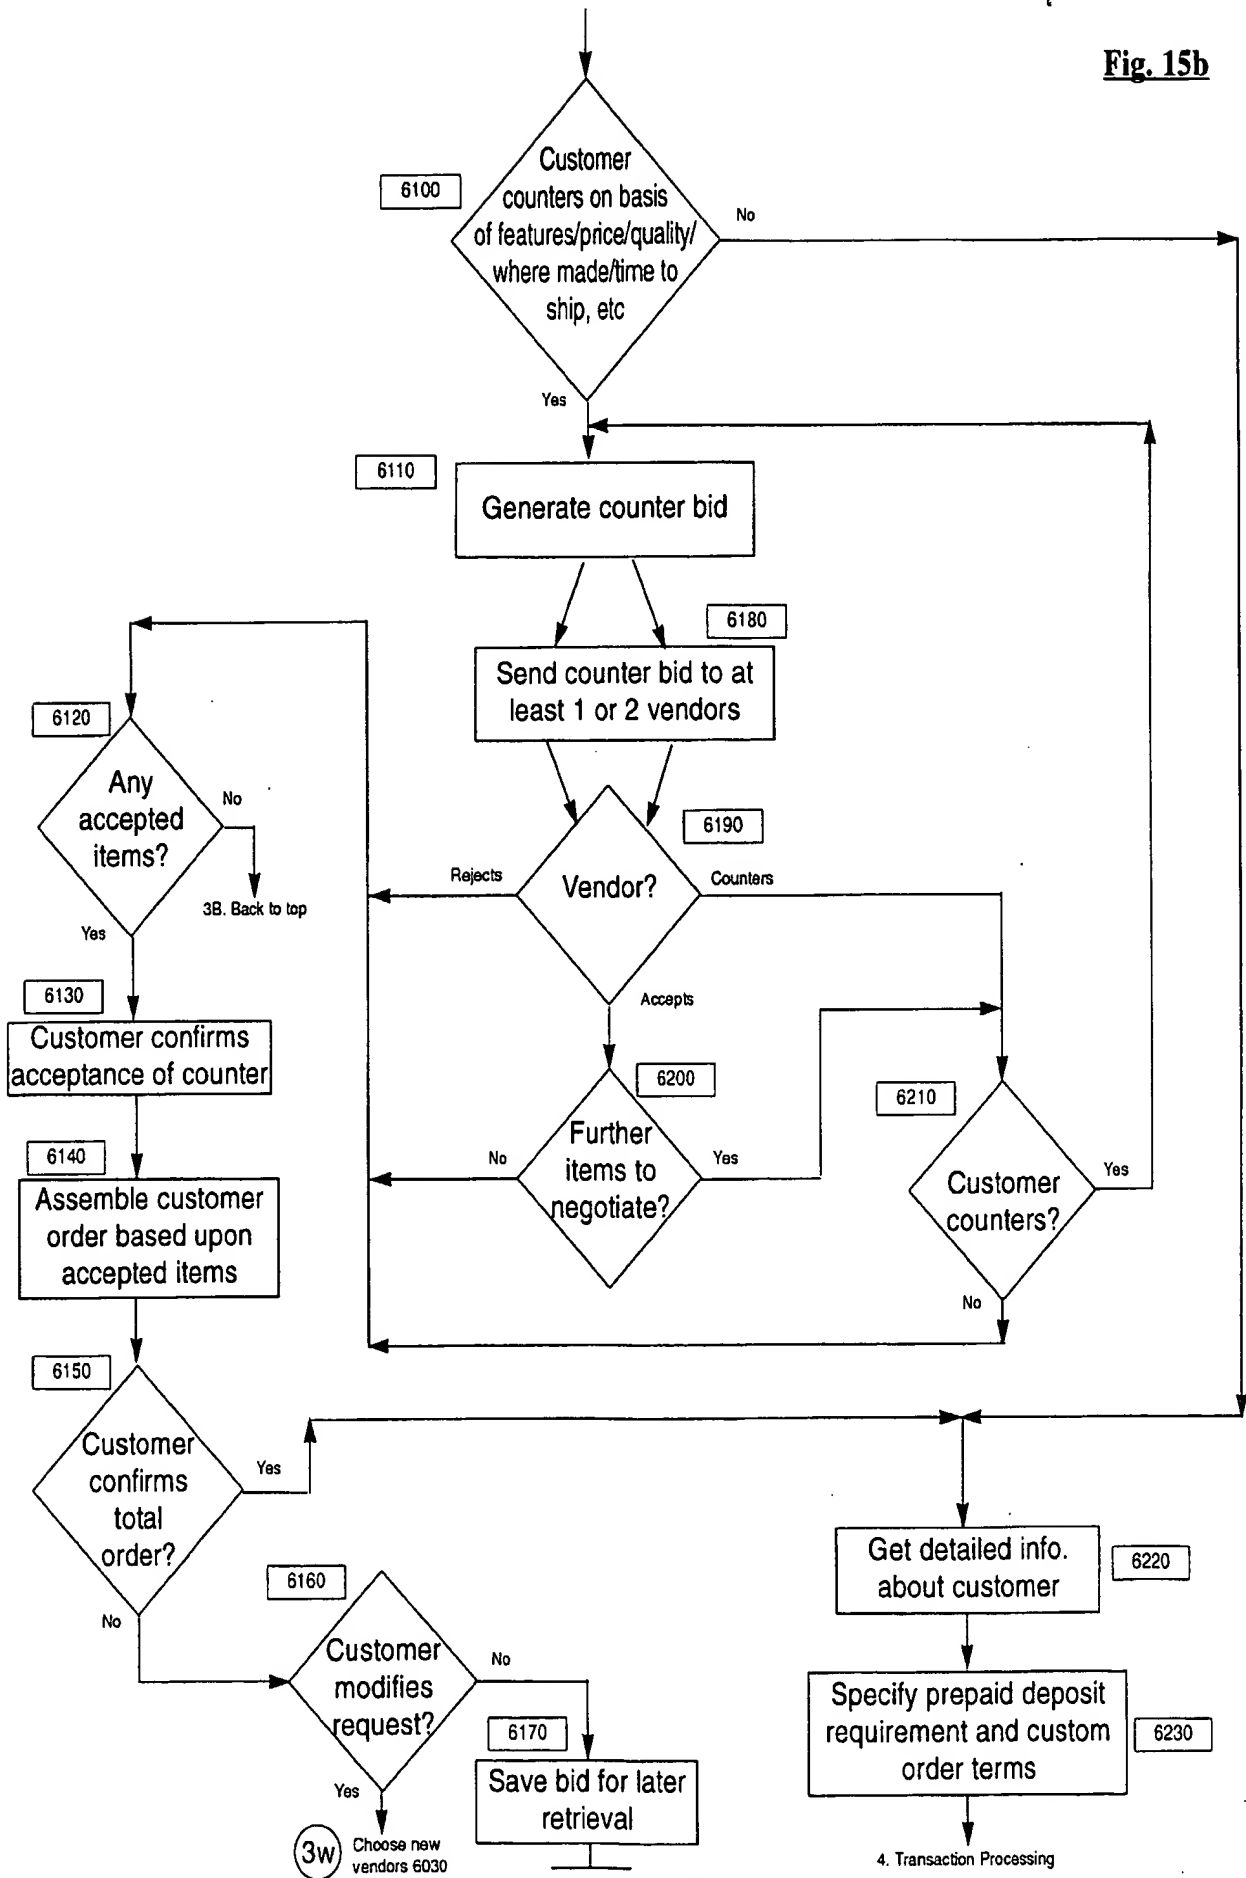 Fig. 15b
Customer
counters on basis
of features/price/quality/
where made/time to
ship, etc
6100
No
Yes
6110
Generate counter bid
6180
Send counter bid to at
least 1 or 2 vendors
6120
Any
accepted
items?
No
3B. Back to top
Yes
6190
Vendor?
Rejects
Counters
Accepts
6130
Customer confirms
acceptance of counter
6200
Further
items to
negotiate?
No
Yes
6210
Customer
counters?
Yes
No
6140
Assemble customer
order based upon
accepted items
6150
Customer
confirms
total
order?
Yes
No
6160
Customer
modifies
request?
No
Yes
3w
Choose new
vendors 6030
6170
Save bid for later
retrieval
Get detailed info.
about customer
6220
Specify prepaid deposit
requirement and custom
order terms
6230
4. Transaction Processing